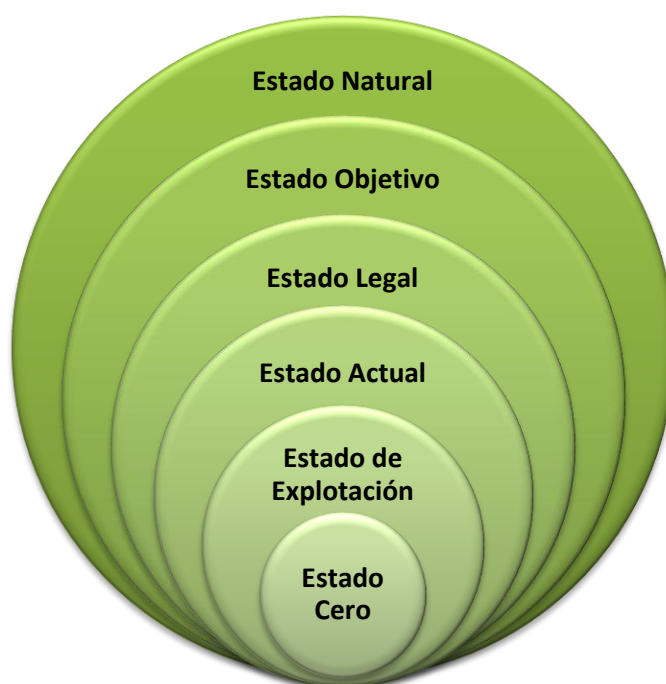 Estado Natural
Estado Objetivo
Estado Legal
Estado Actual
Estado de
Explotación
Estado
Cero